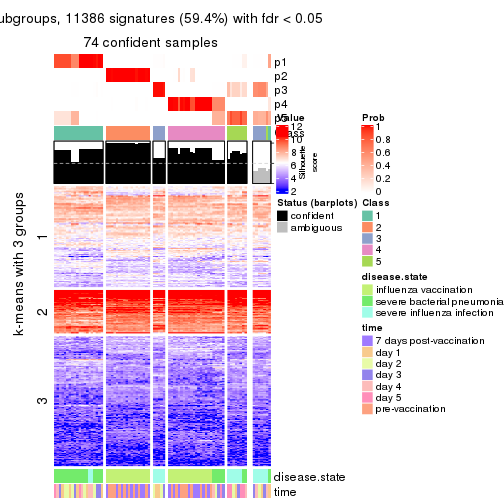 ubgroups, 11386 signatures (59.4%) with fdr < 0.05
74 confident samples
p1
p2
p3
p4
p5
Class
k-means with 3 groups
1
2
3
Value
12
10
8
6
4
2
Silhouette
score
Prob
1
0.8
0.6
0.4
0.2
0
Status (barplots)
confident
ambiguous
Class
1
2
3
4
5
disease.state
influenza vaccination
severe bacterial pneumonia
severe influenza infection
time
7 days post-vaccination
day 1
day 2
day 3
day 4
day 5
pre-vaccination
disease.state
time